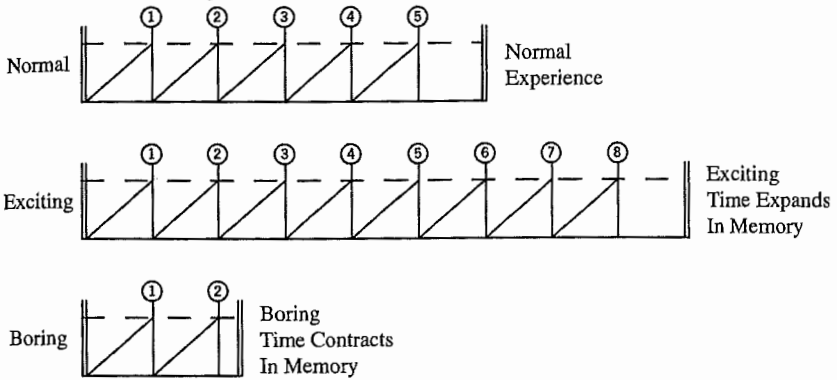 ① ② ③ ④ ⑤
Normal
Normal
Experience
① ② ③ ④ ⑤ ⑥ ⑦ ⑧
Exciting
Exciting
Time Expands
In Memory
① ②
Boring
Boring
Time Contracts
In Memory